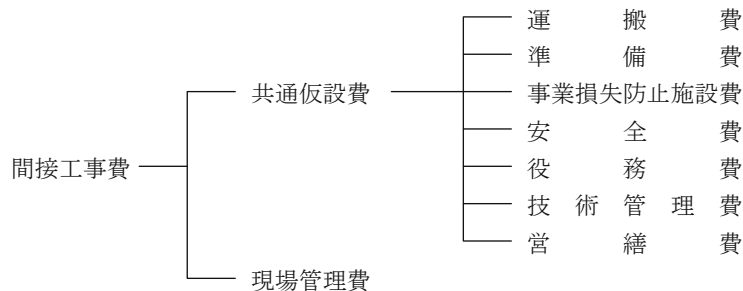 運搬費
準備費
共通仮設費
事業損失防止施設費
安全費
間接工事費
役務費
技術管理費
営繕費
現場管理費